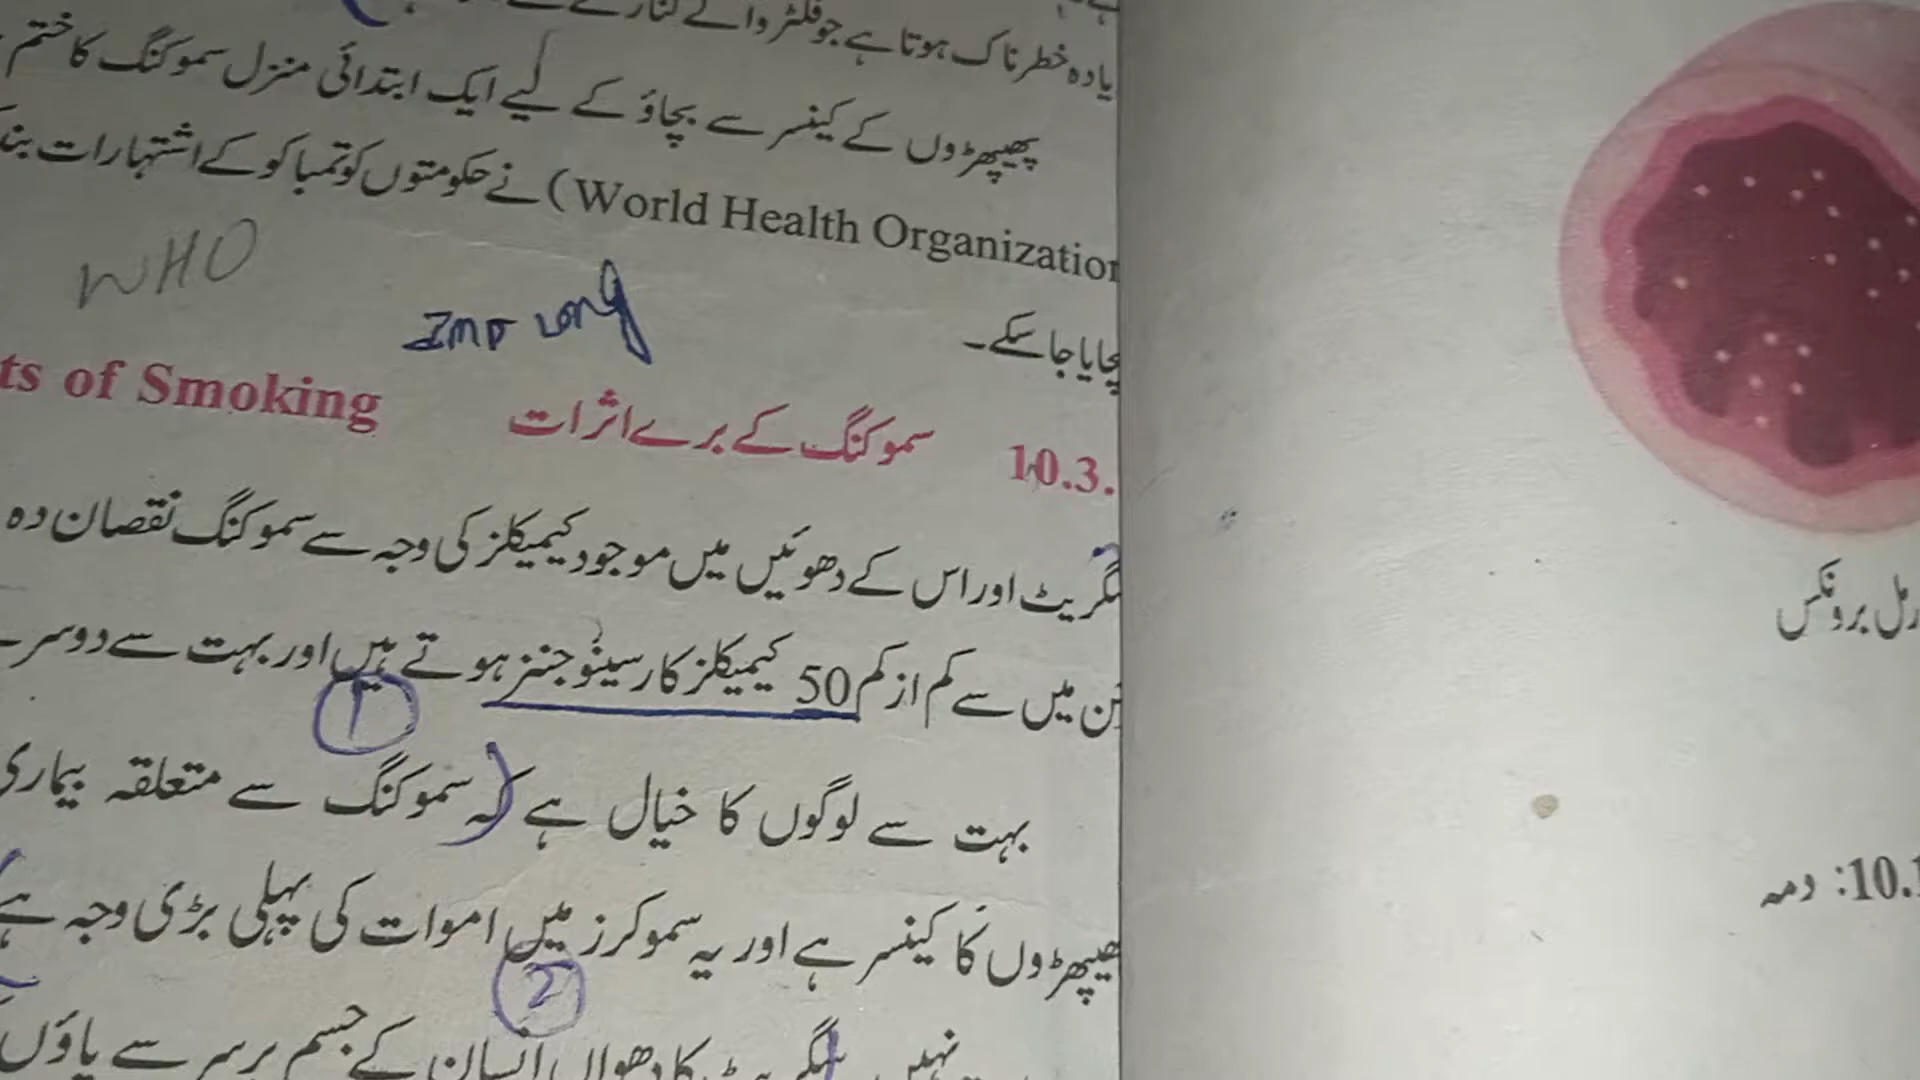 خطرناک ہوتا ہے جو فلٹر والے
پھیپھڑوں کے کینسر سے بچاؤ کے لیے ایک ابتدائی منزل سموکنگ کا ختم
World Health Organization) نے حکومتوں کو تمباکو کے اشتہارات
WHO
Imp Long
جا سکے۔
10.3. سموکنگ کے برے اثرات ts of Smoking
سگریٹ اور اس کے دھوئیں میں موجود کیمیکلز کی وجہ سے سموکنگ نقصان دہ
میں سے کم از کم 50 کیمیکلز کارسینوجنز ہوتے ہیں اور بہت سے دوسر
1
بہت سے لوگوں کا خیال ہے کہ سموکنگ سے متعلقہ بیماری
پھیپھڑوں کا کینسر ہے اور یہ سموکرز میں اموات کی پہلی بڑی وجہ ہے
2
نہیں کا دھواں انسان کے جسم پر سر سے پاؤں
رمل برونکس
10.1: دمہ